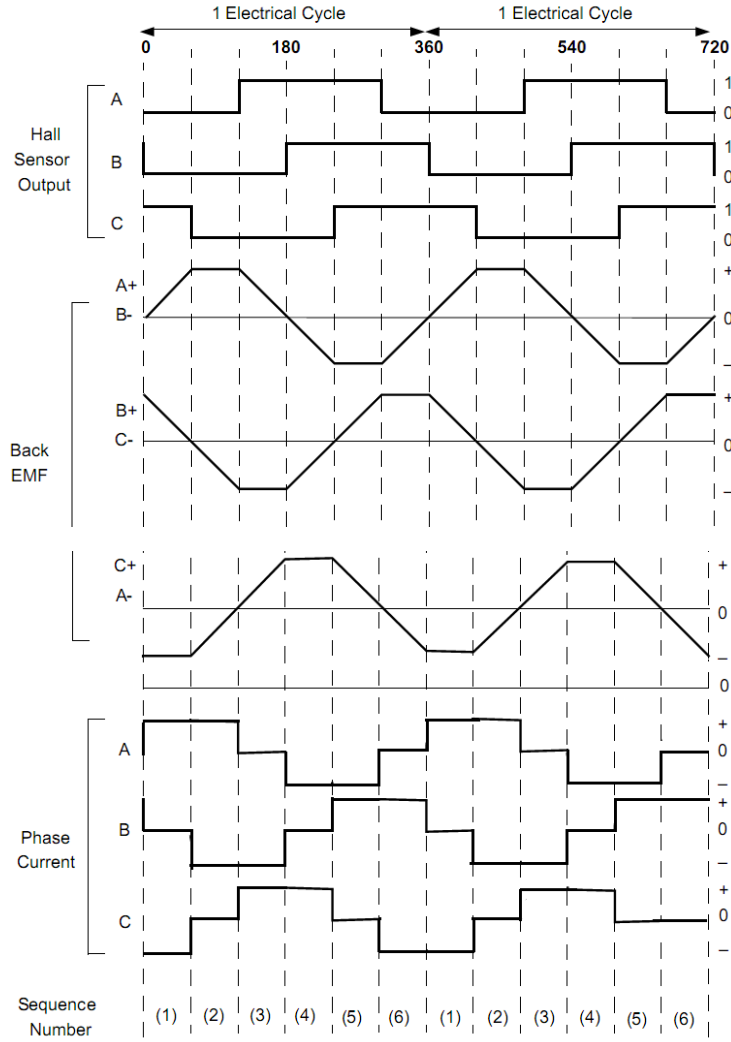 1 Electrical Cycle 1 Electrical Cycle
0 180 360 540 720
A 1
0
Hall
Sensor
Output
B 1
0
C 1
0
A+ +
B- 0
–
B+ +
C- 0
–
Back
EMF
C+ +
A- 0
–
0
A +
0
–
B +
0
–
Phase
Current
C +
0
–
Sequence
Number
(1) (2) (3) (4) (5) (6) (1) (2) (3) (4) (5) (6)